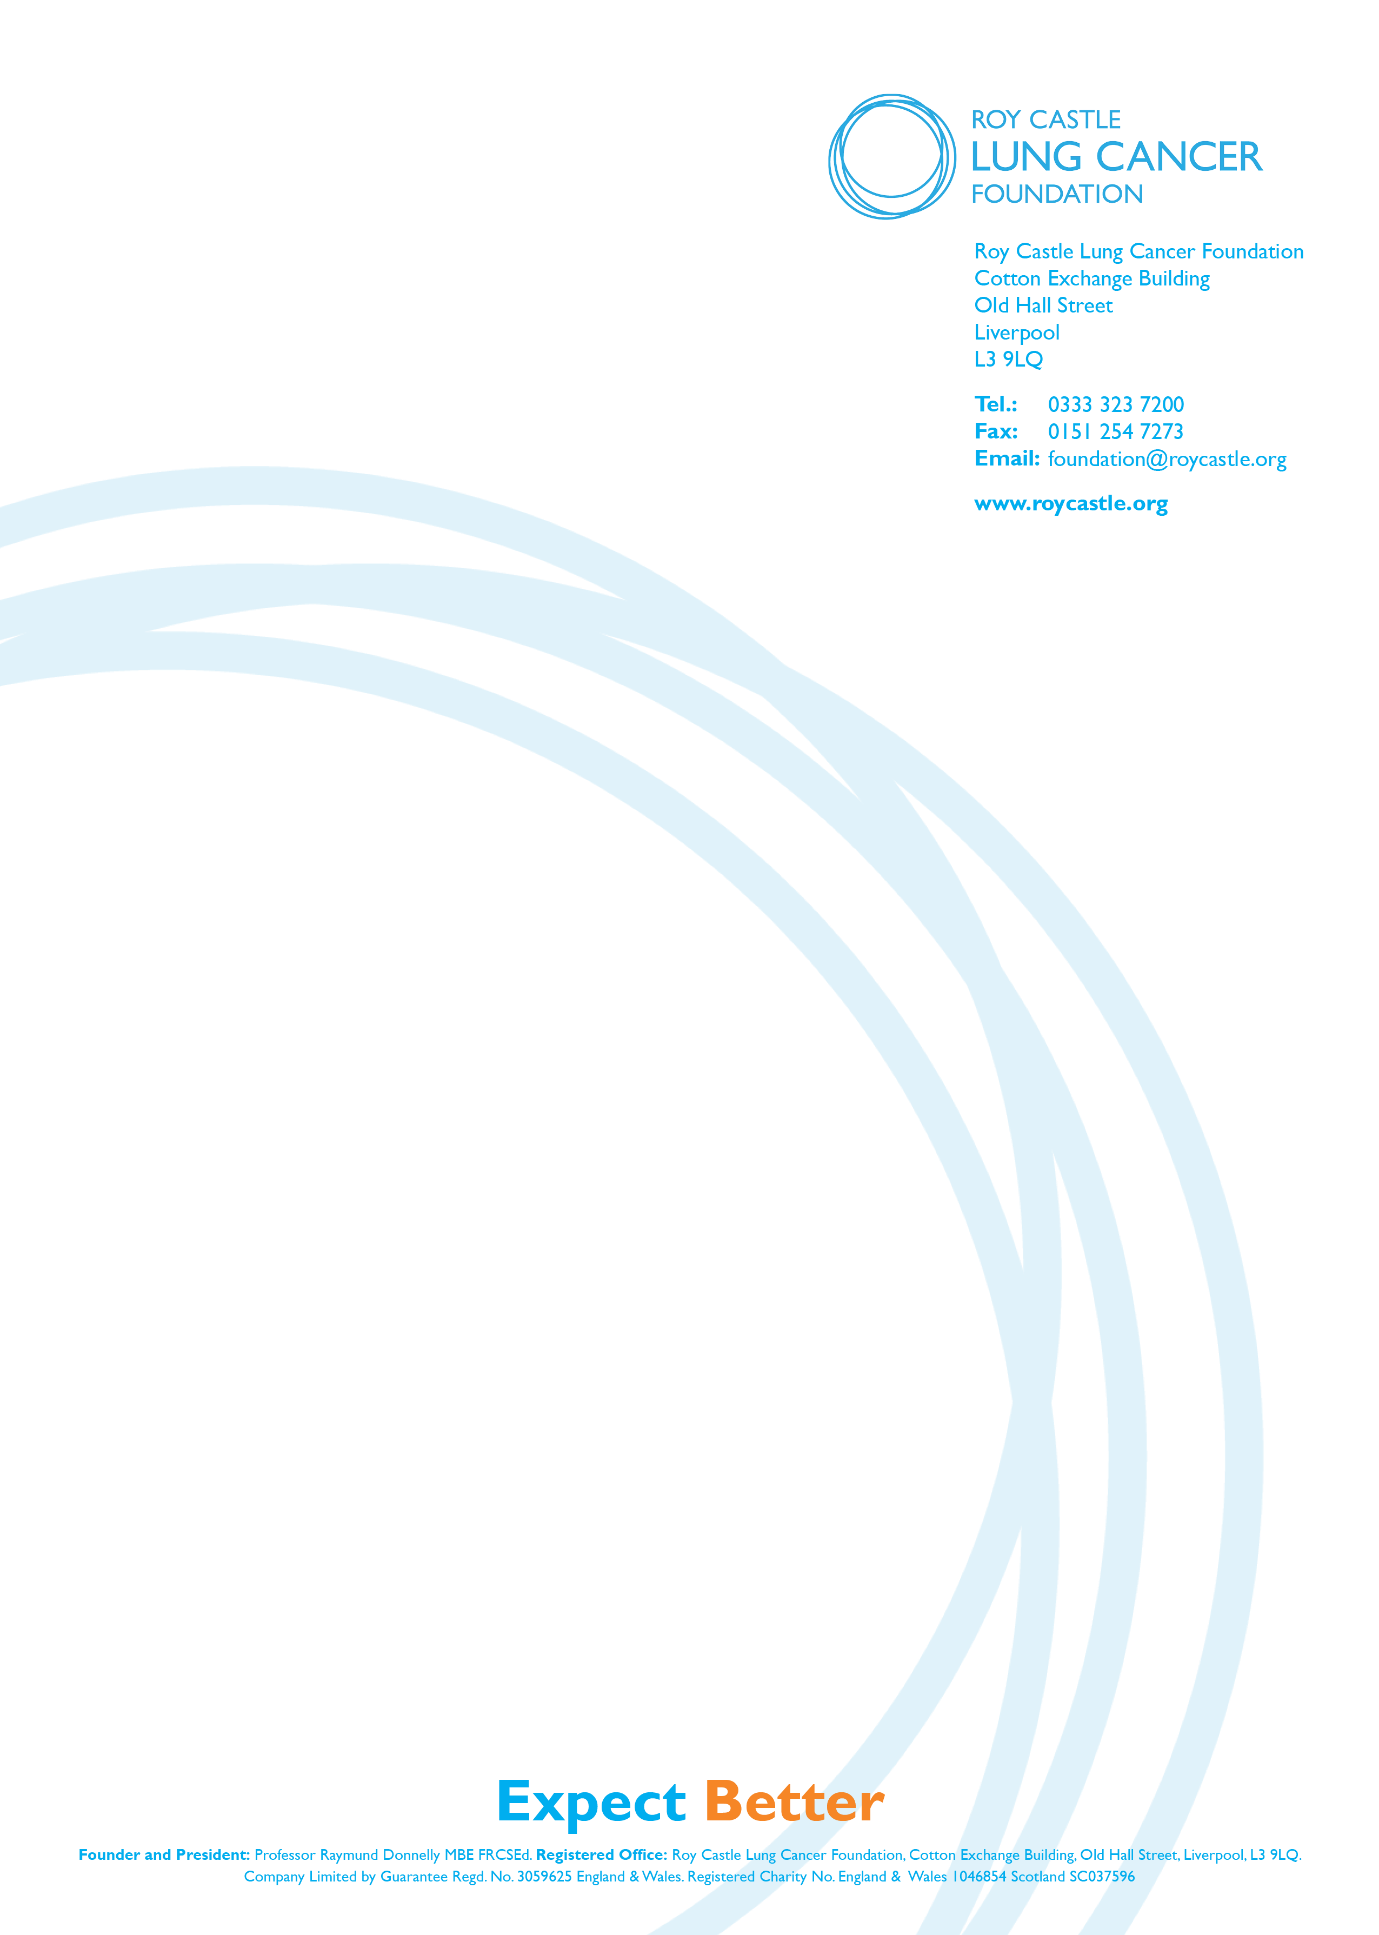 ROY CASTLE
LUNG CANCER
FOUNDATION
Roy Castle Lung Cancer Foundation
Cotton Exchange Building
Old Hall Street
Liverpool
L3 9LQ
Tel.: 0333 323 7200
Fax: 0151 254 7273
Email: foundation@roycastle.org
www.roycastle.org
Expect Better
Founder and President: Professor Raymund Donnelly MBE FRCSEd. Registered Office: Roy Castle Lung Cancer Foundation, Cotton Exchange Building, Old Hall Street, Liverpool, L3 9LQ.
Company Limited by Guarantee Regd. No. 3059625 England & Wales. Registered Charity No. England & Wales 1046854 Scotland SC037596